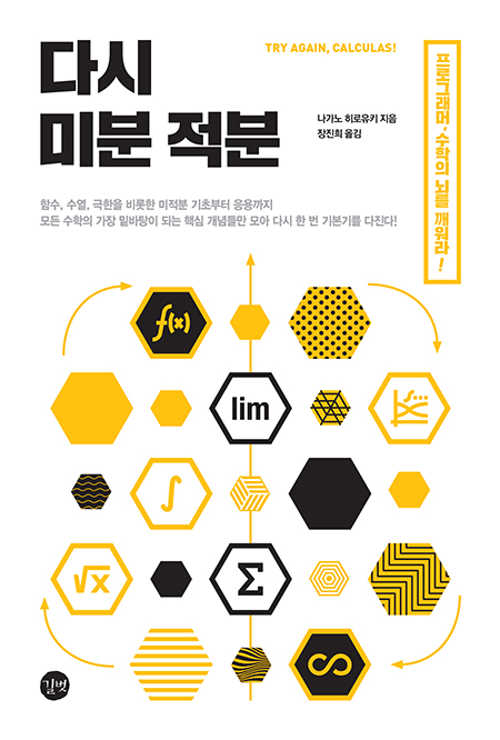 TRY AGAIN, CALCULAS!
다시
미분 적분
나가노 히로유키 지음
장진희 옮김
프로그래머, 수학의 뇌를 깨워라!
함수, 수열, 극한을 비롯한 미적분 기초부터 응용까지
모든 수학의 가장 밑바탕이 되는 핵심 개념들만 모아 다시 한 번 기본기를 다진다!
f(x)
lim
∫
∫...
√x
Σ
∞
길벗